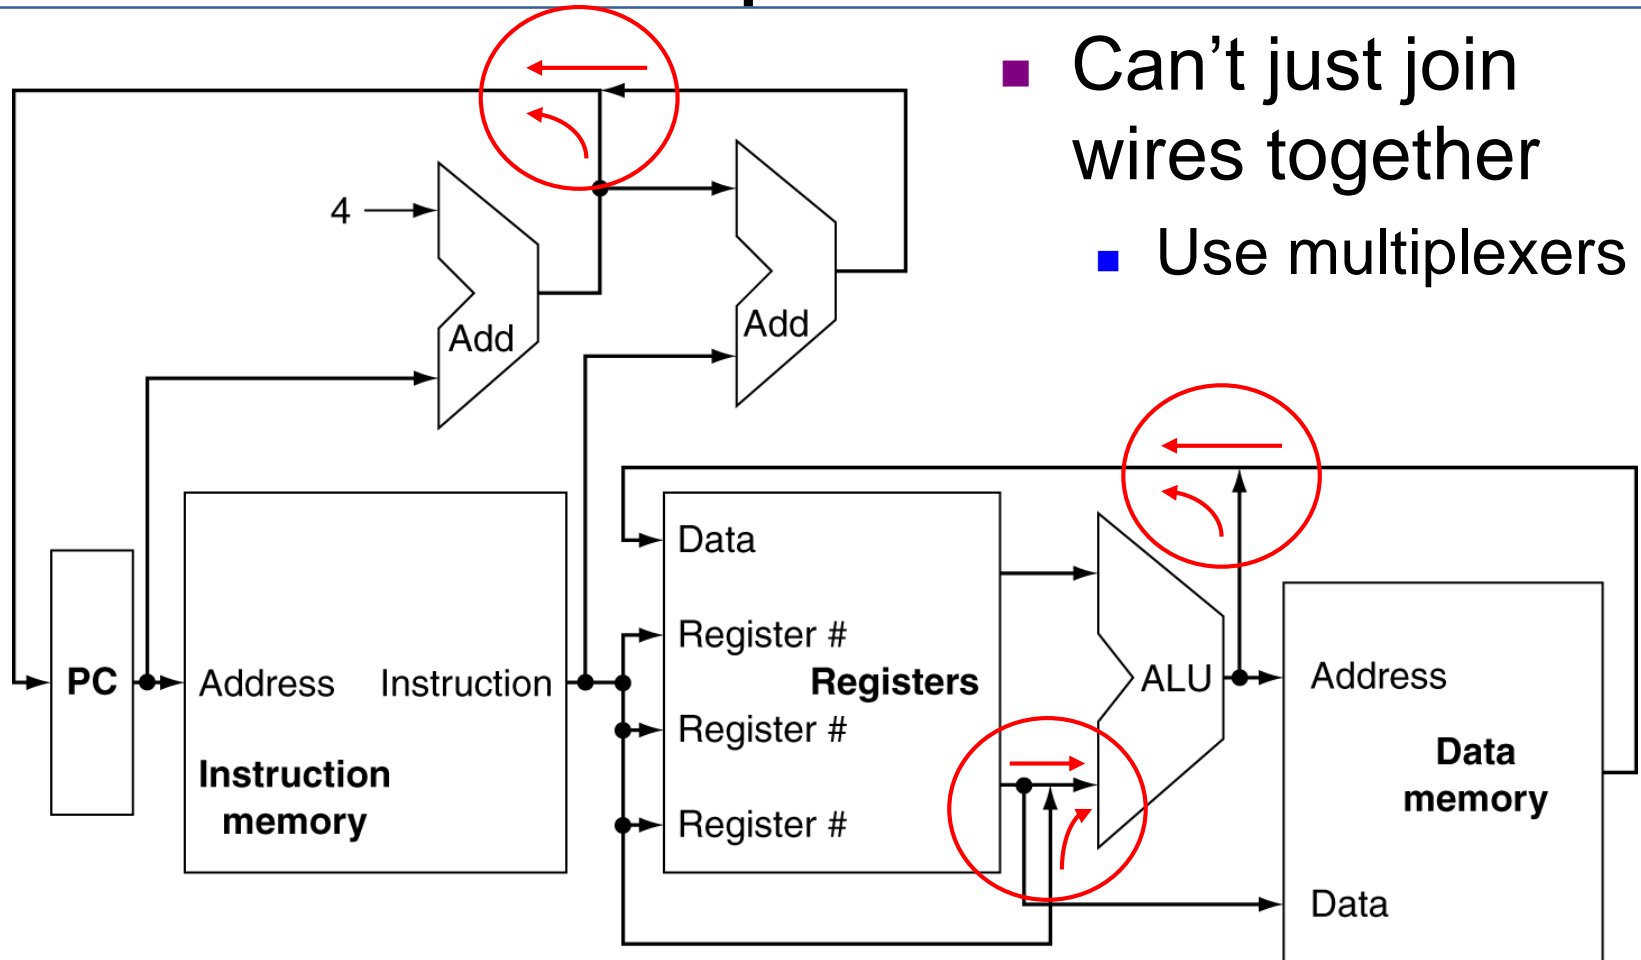 Can't just join
wires together
Use multiplexers
4
Add
Add
PC
Address
Instruction
Instruction
memory
Data
Register #
Registers
Register #
Register #
ALU
Address
Data
memory
Data